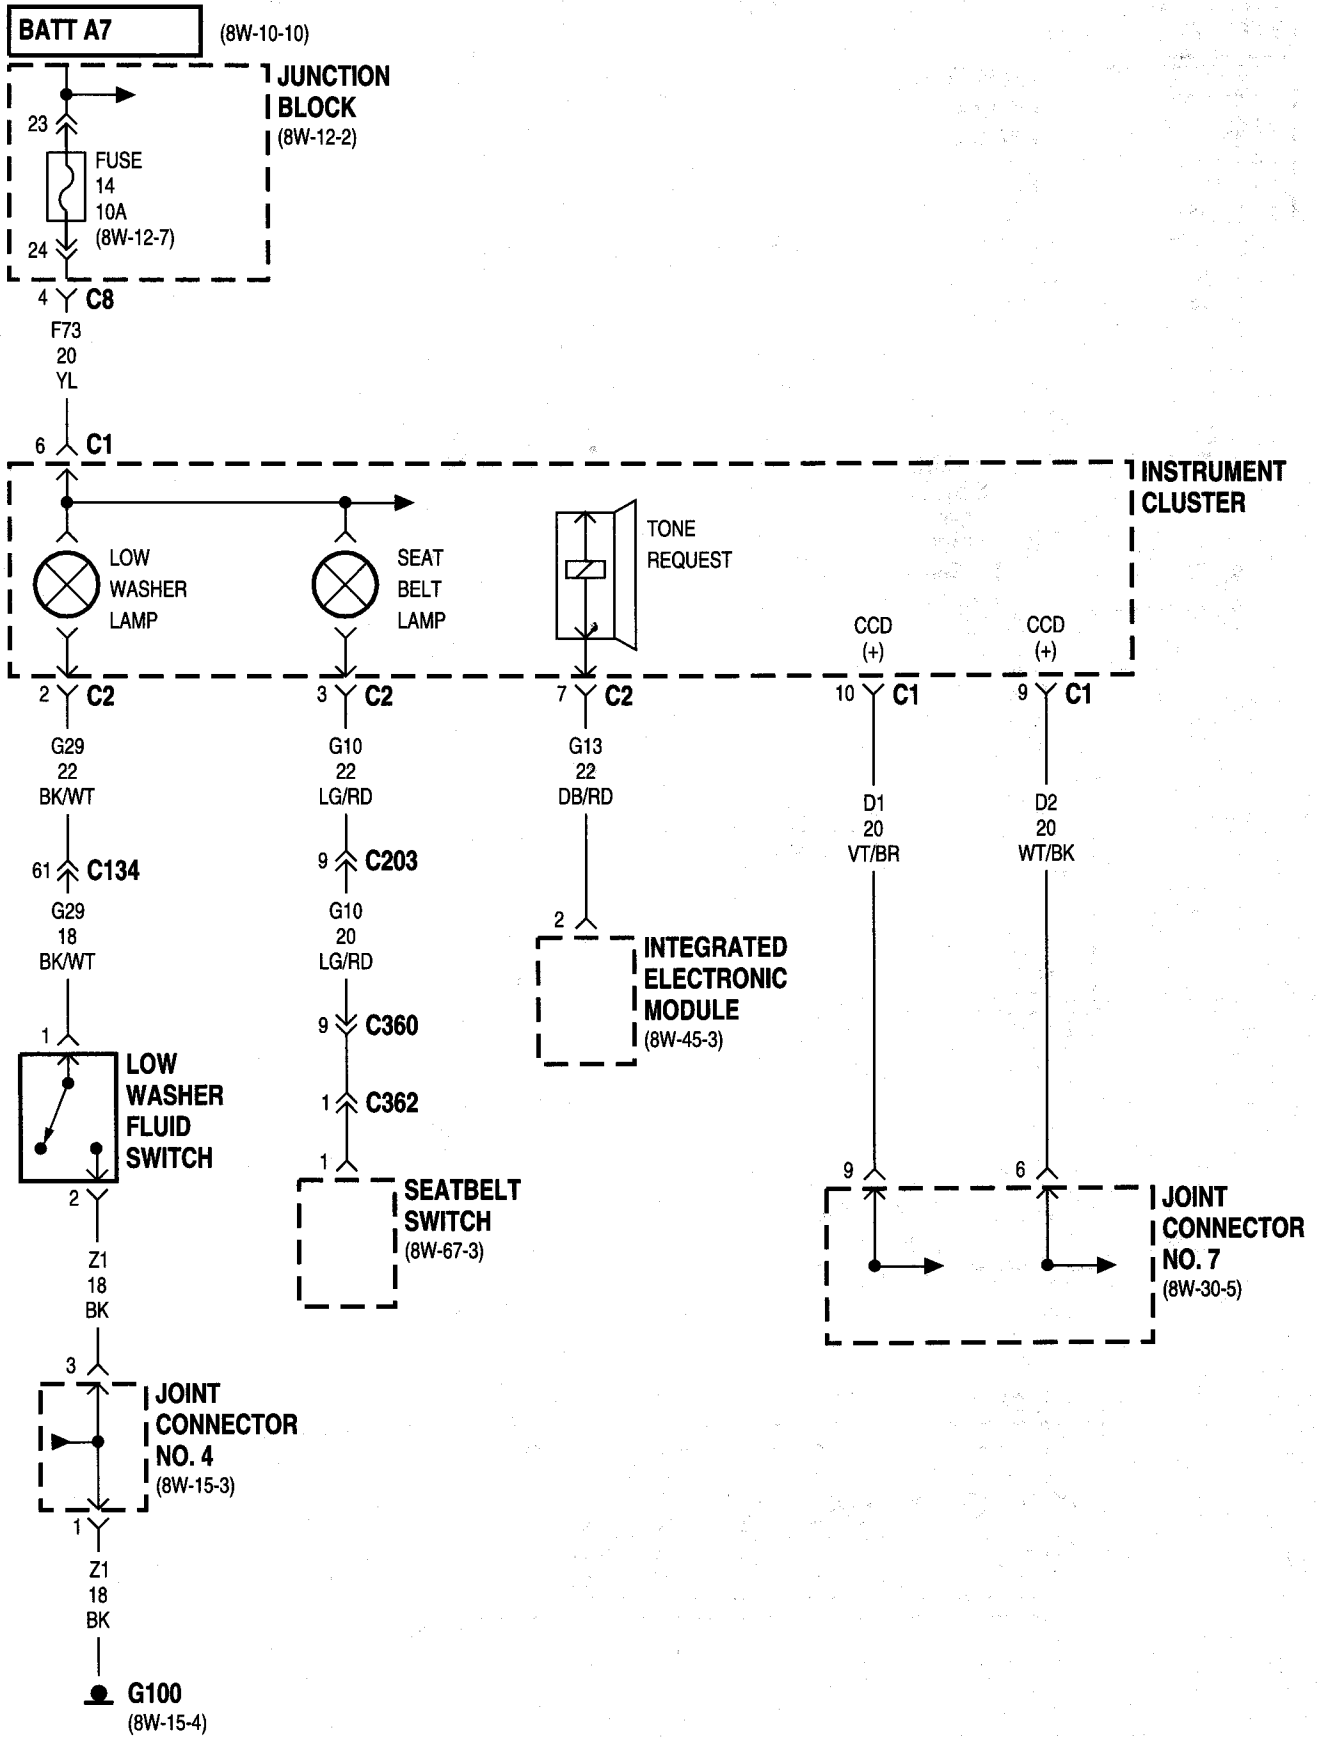 BATT A7
(8W-10-10)
JUNCTION
BLOCK
(8W-12-2)
23
FUSE
14
10A
(8W-12-7)
24
4
C8
F73
20
YL
6
C1
INSTRUMENT
CLUSTER
LOW
WASHER
LAMP
SEAT
BELT
LAMP
TONE
REQUEST
CCD
(+)
CCD
(+)
2
C2
3
C2
7
C2
10
C1
9
C1
G29
22
BK/WT
G10
22
LG/RD
G13
22
DB/RD
D1
20
VT/BR
D2
20
WT/BK
61
C134
9
C203
G29
18
BK/WT
G10
20
LG/RD
2
INTEGRATED
ELECTRONIC
MODULE
(8W-45-3)
9
C360
1
LOW
WASHER
FLUID
SWITCH
1
C362
1
SEATBELT
SWITCH
(8W-67-3)
9
6
JOINT
CONNECTOR
NO. 7
(8W-30-5)
2
Z1
18
BK
3
JOINT
CONNECTOR
NO. 4
(8W-15-3)
1
Z1
18
BK
G100
(8W-15-4)